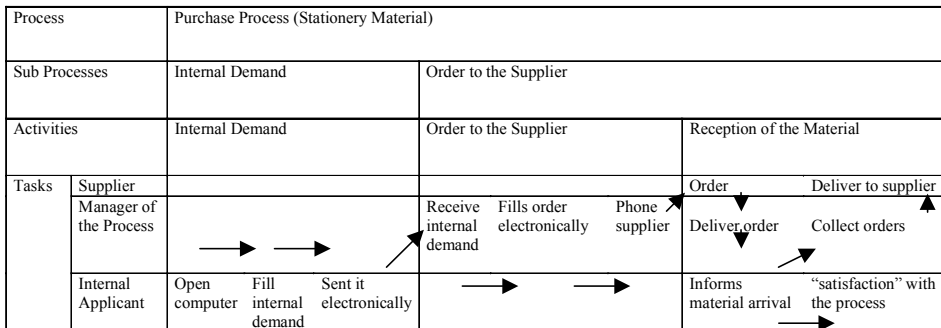 Process Purchase Process (Stationery Material)
Sub Processes Internal Demand Order to the Supplier
Activities Internal Demand Order to the Supplier Reception of the Material
Tasks Supplier Order Deliver to supplier
Manager of the Process Receive internal demand Fills order electronically Phone supplier Deliver order Collect orders
Internal Applicant Open computer Fill internal demand Sent it electronically Informs material arrival “satisfaction” with the process